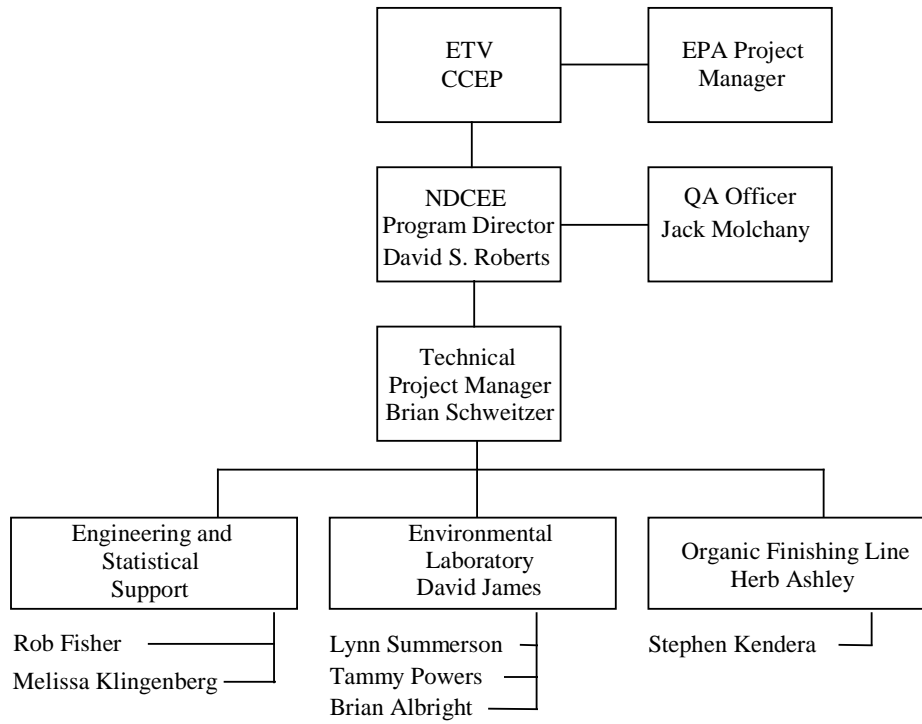 ETV
CCEP
EPA Project
Manager
NDCEE
Program Director
David S. Roberts
QA Officer
Jack Molchany
Technical
Project Manager
Brian Schweitzer
Engineering and
Statistical
Support
Environmental
Laboratory
David James
Organic Finishing Line
Herb Ashley
Rob Fisher
Melissa Klingenberg
Lynn Summerson
Tammy Powers
Brian Albright
Stephen Kendera